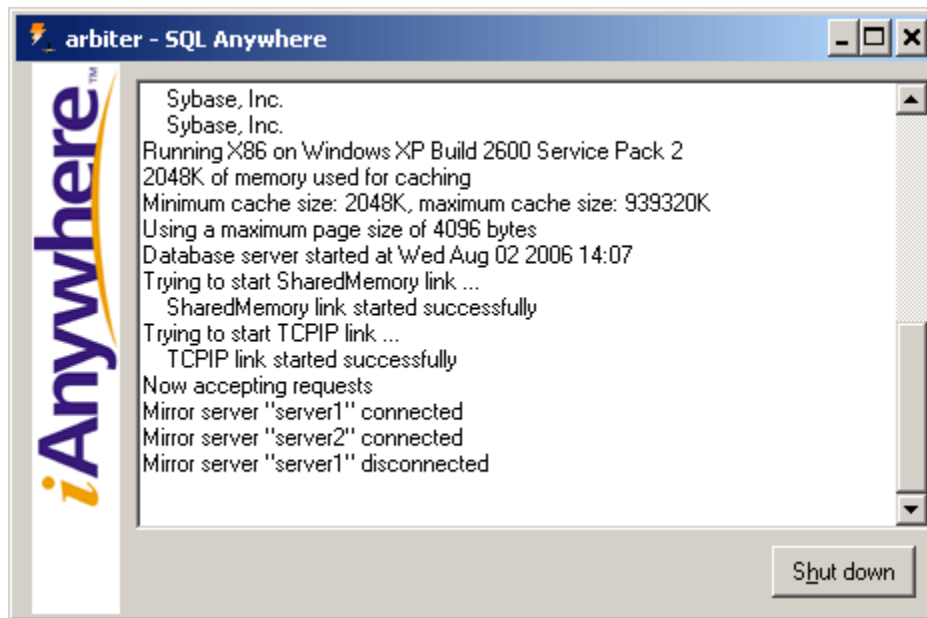 arbiter - SQL Anywhere
iAnywhere™
Sybase, Inc.
Sybase, Inc.
Running X86 on Windows XP Build 2600 Service Pack 2
2048K of memory used for caching
Minimum cache size: 2048K, maximum cache size: 939320K
Using a maximum page size of 4096 bytes
Database server started at Wed Aug 02 2006 14:07
Trying to start SharedMemory link ...
SharedMemory link started successfully
Trying to start TCPIP link ...
TCPIP link started successfully
Now accepting requests
Mirror server "server1" connected
Mirror server "server2" connected
Mirror server "server1" disconnected
Shut down